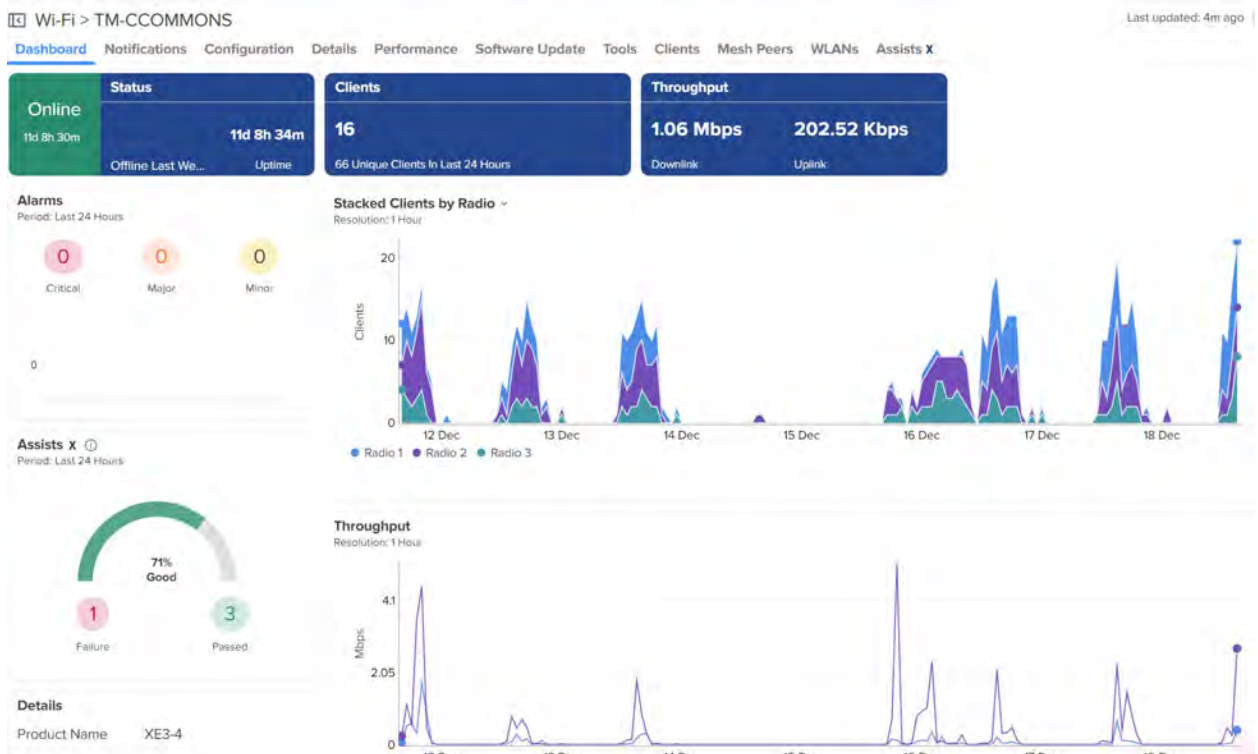 Wi-Fi > TM-CCOMMONS
Last updated: 4m ago
Dashboard Notifications Configuration Details Performance Software Update Tools Clients Mesh Peers WLANs Assists X
Online
11d 8h 30m
Status
11d 8h 34m
Offline Last We...
Uptime
Clients
16
66 Unique Clients In Last 24 Hours
Throughput
1.06 Mbps 202.52 Kbps
Downlink Uplink
Alarms
Period: Last 24 Hours
0 0 0
Critical Major Minor
0
Assists X
Period: Last 24 Hours
71%
Good
1 3
Failure Passed
Details
Product Name XE3-4
Stacked Clients by Radio
Resolution: 1 Hour
20
Clients
10
0
12 Dec 13 Dec 14 Dec 15 Dec 16 Dec 17 Dec 18 Dec
Radio 1 Radio 2 Radio 3
Throughput
Resolution: 1 Hour
4.1
Mbps
2.05
0